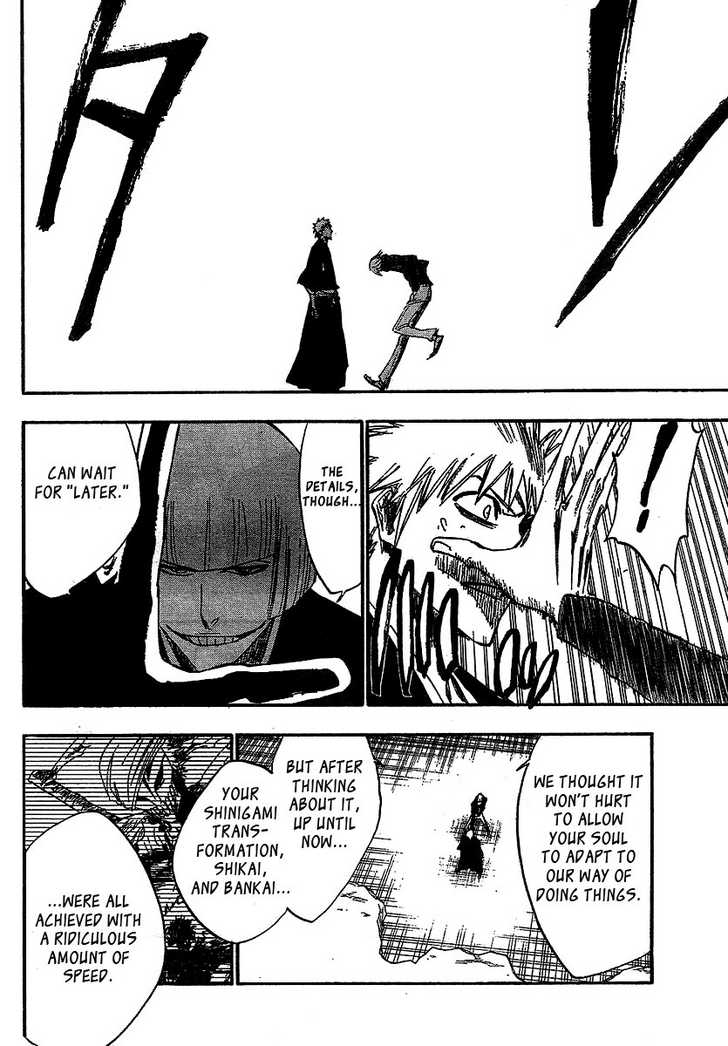 !
THE
DETAILS,
THOUGH...
CAN WAIT
FOR "LATER."
WE THOUGHT IT
WON'T HURT
TO ALLOW
YOUR SOUL
TO ADAPT TO
OUR WAY OF
DOING THINGS.
BUT AFTER
THINKING
ABOUT IT,
UP UNTIL
NOW...
YOUR
SHINIGAMI
TRANS-
FORMATION,
SHIKAI,
AND BANKAI...
...WERE ALL
ACHIEVED WITH
A RIDICULOUS
AMOUNT OF
SPEED.